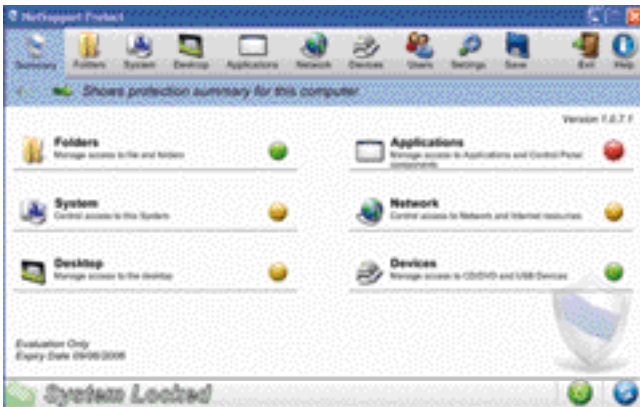 NetSupport Protect
Summary Folders System Desktop Applications Network Devices Users Settings Save Exit Help
Shows protection summary for this computer
Version 1.0.7.1
Folders
Manage access to file and folders
Applications
Manage access to Applications and Control Panel
components
System
Control access to this System
Network
Control access to Network and Internet resources
Desktop
Manage access to the desktop
Devices
Manage access to CD/DVD and USB Devices
Evaluation Only
Expiry Date 09/06/2006
System Locked